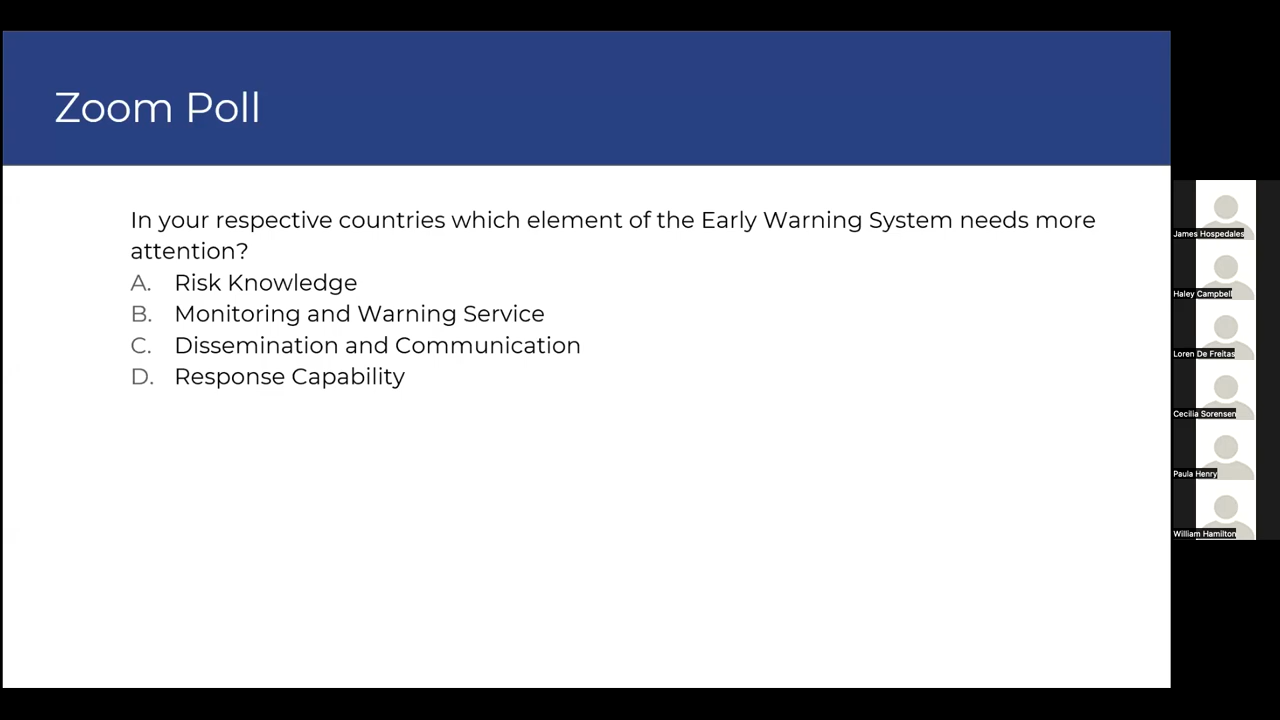 Zoom Poll
In your respective countries which element of the Early Warning System needs more
attention?
A. Risk Knowledge
B. Monitoring and Warning Service
C. Dissemination and Communication
D. Response Capability
James Hospedales
Haley Campbell
Loren De Freitas
Cecilia Sorensen
Paula Henry
William Hamilton